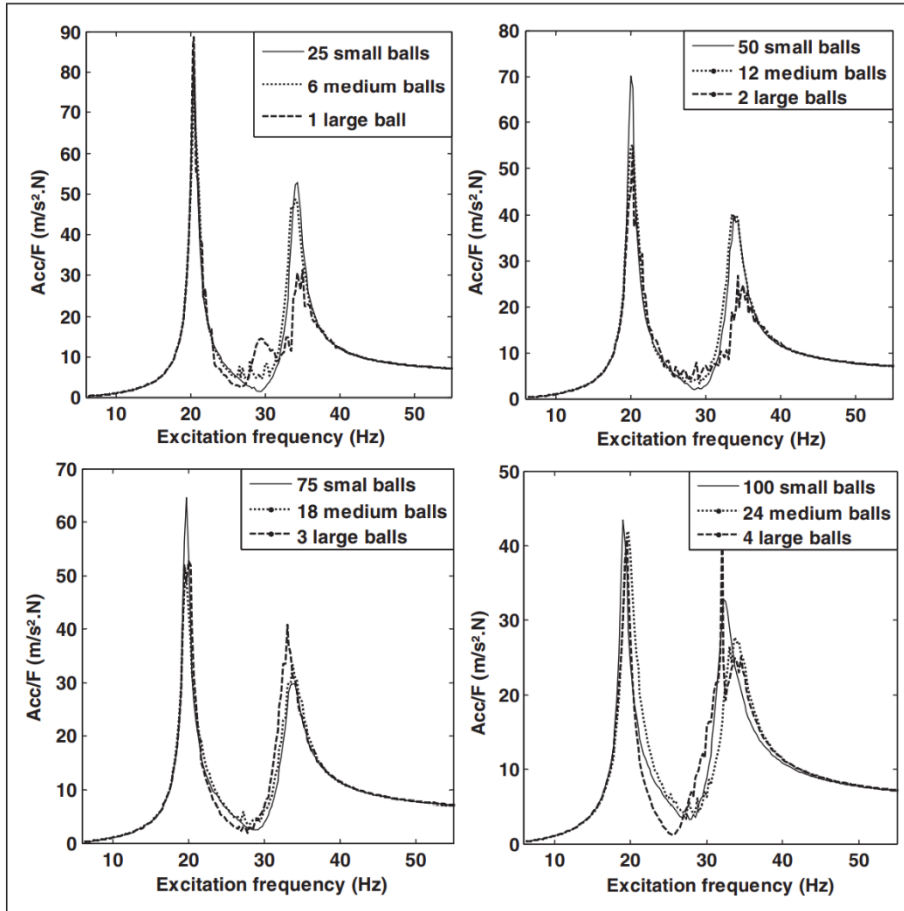 90
80
70
60
50
40
30
20
10
0
Acc/F (m/s².N)
25 small balls
6 medium balls
1 large ball
10 20 30 40 50
Excitation frequency (Hz)
80
70
60
50
40
30
20
10
0
Acc/F (m/s².N)
50 small balls
12 medium balls
2 large balls
10 20 30 40 50
Excitation frequency (Hz)
70
60
50
40
30
20
10
0
Acc/F (m/s².N)
75 smal balls
18 medium balls
3 large balls
10 20 30 40 50
Excitation frequency (Hz)
50
40
30
20
10
0
Acc/F (m/s².N)
100 small balls
24 medium balls
4 large balls
10 20 30 40 50
Excitation frequency (Hz)